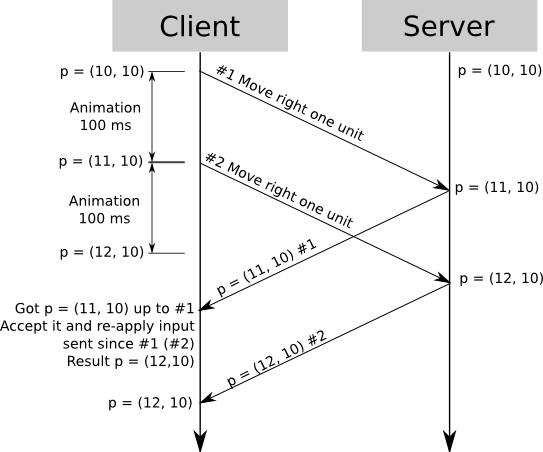 Client
Server
p = (10, 10)
p = (10, 10)
#1 Move right one unit
Animation
100 ms
p = (11, 10)
#2 Move right one unit
p = (11, 10)
Animation
100 ms
p = (12, 10)
p = (11, 10) #1
p = (12, 10)
Got p = (11, 10) up to #1
Accept it and re-apply input
sent since #1 (#2)
Result p = (12,10)
p = (12, 10) #2
p = (12, 10)